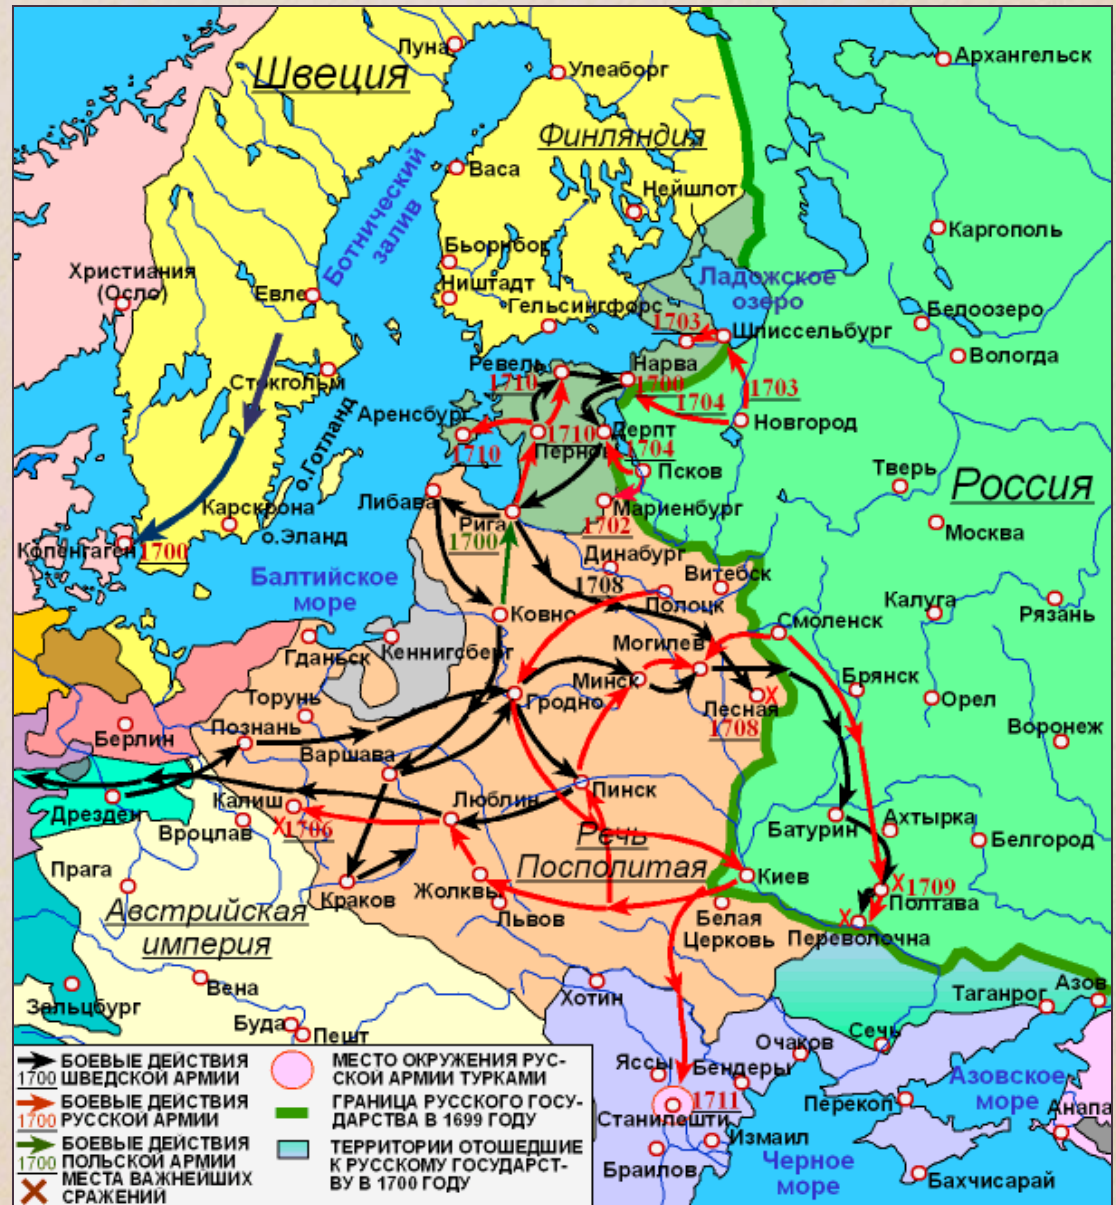 Луна
Швеция
Улеаборг
Архангельск
Финляндия
Васа
Нейшлот
Ботнический
залив
Каргополь
Бьорнборг
Христиания
(Осло)
Евле
Ништадт
Ладожское
озеро
Гельсингфорс
1703
Шлиссельбург
Белоозеро
Вологда
Ревель
1710
Нарва
1700
1703
1704
Стокгольм
Аренсбург
1710
1710
Пернов
Дерпт
1704
Новгород
Псков
Тверь
Россия
о.Готланд
Либава
Карскрона
о.Эланд
Рига
1700
Мариенбург
1702
Москва
Копенгаген
1700
Динабург
1708
Витебск
Балтийское
море
Ковно
Полоцк
Калуга
Рязань
Смоленск
Гданьск
Кеннигсберг
Могилев
Минск
Брянск
Торунь
Гродно
Лесная
1708
Орел
Воронеж
Познань
Берлин
Варшава
Дрезден
Калиш
1706
Люблин
Пинск
Вроцлав
Батурин
Ахтырка
Белгород
Речь
Посполитая
Прага
Краков
Жолквы
Львов
Киев
1709
Полтава
Австрийская
империя
Белая
Церковь
Переволочна
Зальцбург
Вена
Хотин
Таганрог
Азов
Буда
Пешт
Очаков
Сечь
Яссы
Бендеры
Азовское
море
1711
Станилешти
Перекоп
Анапа
Измаил
Браилов
Черное
море
Бахчисарай
БОЕВЫЕ ДЕЙСТВИЯ
1700 ШВЕДСКОЙ АРМИИ
БОЕВЫЕ ДЕЙСТВИЯ
1700 РУССКОЙ АРМИИ
БОЕВЫЕ ДЕЙСТВИЯ
1700 ПОЛЬСКОЙ АРМИИ
МЕСТА ВАЖНЕЙШИХ
СРАЖЕНИЙ
МЕСТО ОКРУЖЕНИЯ РУС-
СКОЙ АРМИИ ТУРКАМИ
ГРАНИЦА РУССКОГО ГОСУ-
ДАРСТВА В 1699 ГОДУ
ТЕРРИТОРИИ ОТОШЕДШИЕ
К РУССКОМУ ГОСУДАРСТ-
ВУ В 1700 ГОДУ